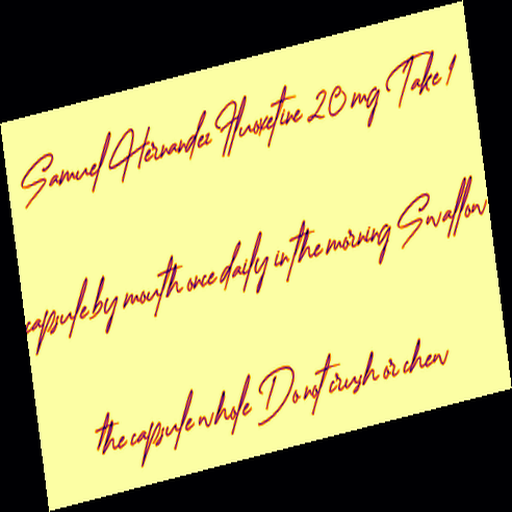 Samuel Hernandez Fluoxetine 20 mg Take 1
capsule by mouth once daily in the morning Swallow
the capsule whole Do not crush or chew